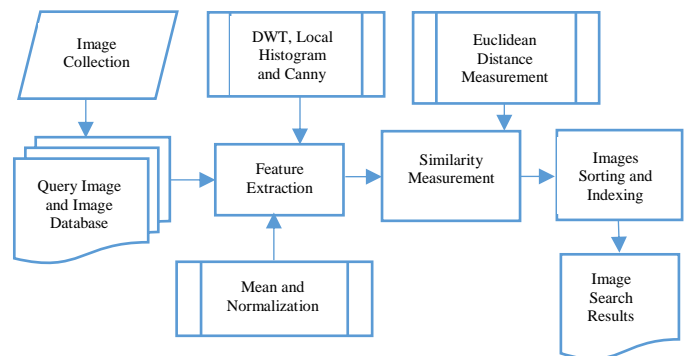 Image
Collection
DWT, Local
Histogram
and Canny
Euclidean
Distance
Measurement
Query Image
and Image
Database
Feature
Extraction
Similarity
Measurement
Images
Sorting and
Indexing
Mean and
Normalization
Image
Search
Results